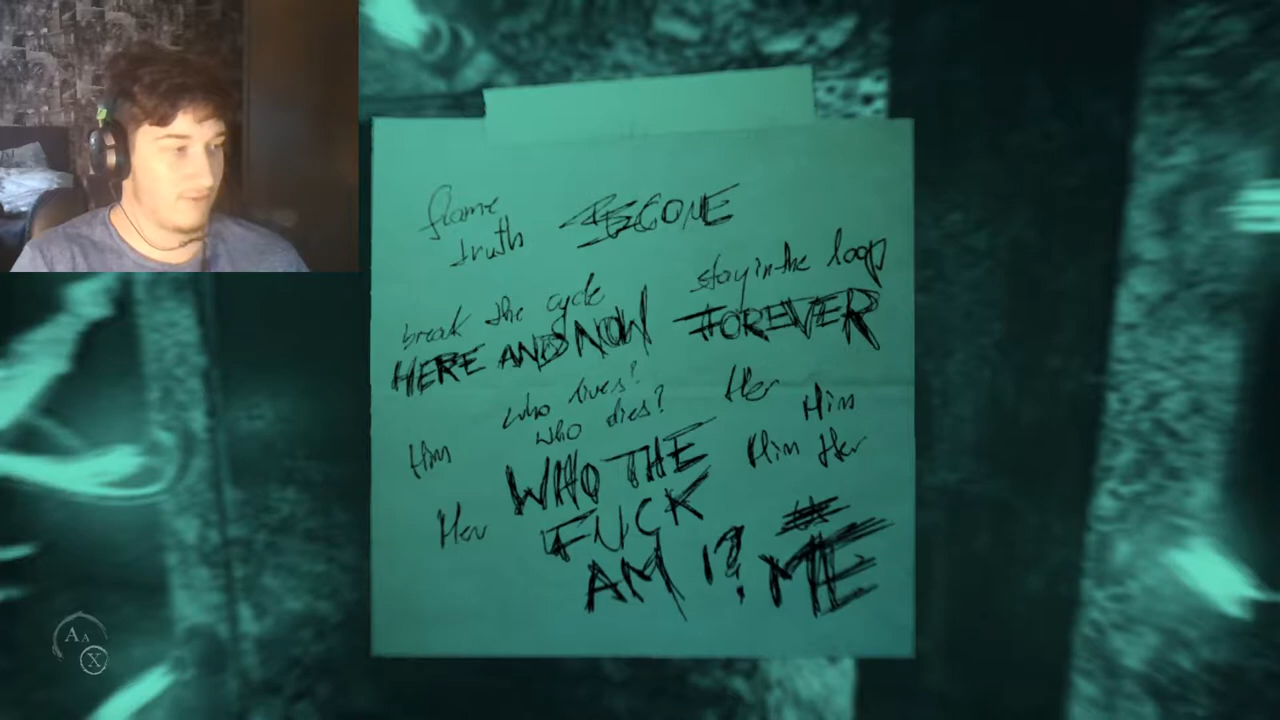 flame
truth
BEGONE
break the cycle
HERE AND NOW
stay in the loop
FOREVER
who lives?
who dies?
Her
Him
Him
Him Her
Her
WHO THE
FUCK
AM I?
ME
AA
X